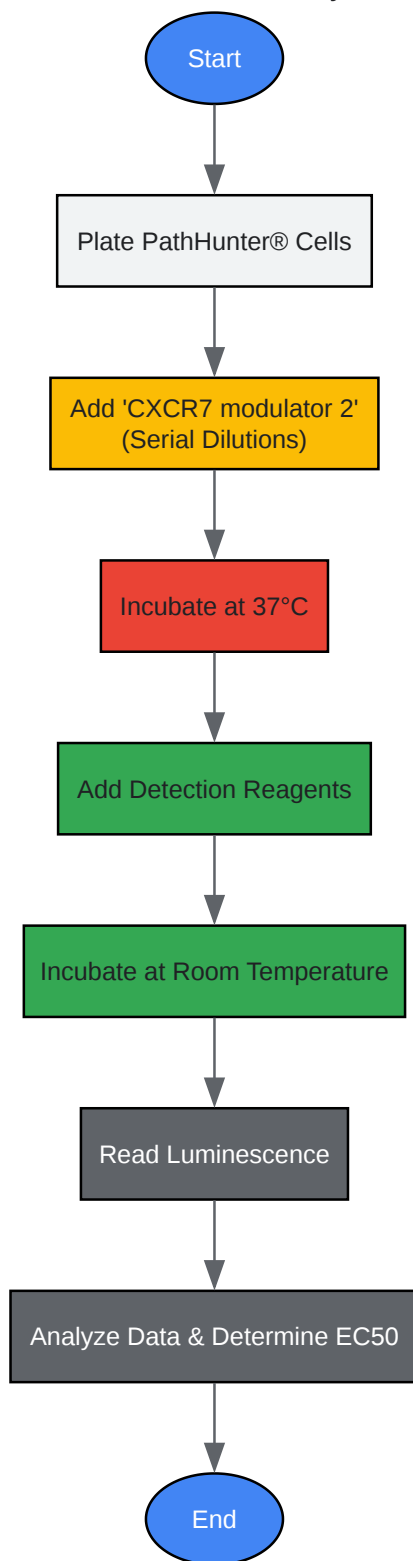 Start
Plate PathHunter® Cells
Add 'CXCR7 modulator 2'
(Serial Dilutions)
Incubate at 37°C
Add Detection Reagents
Incubate at Room Temperature
Read Luminescence
Analyze Data & Determine EC50
End